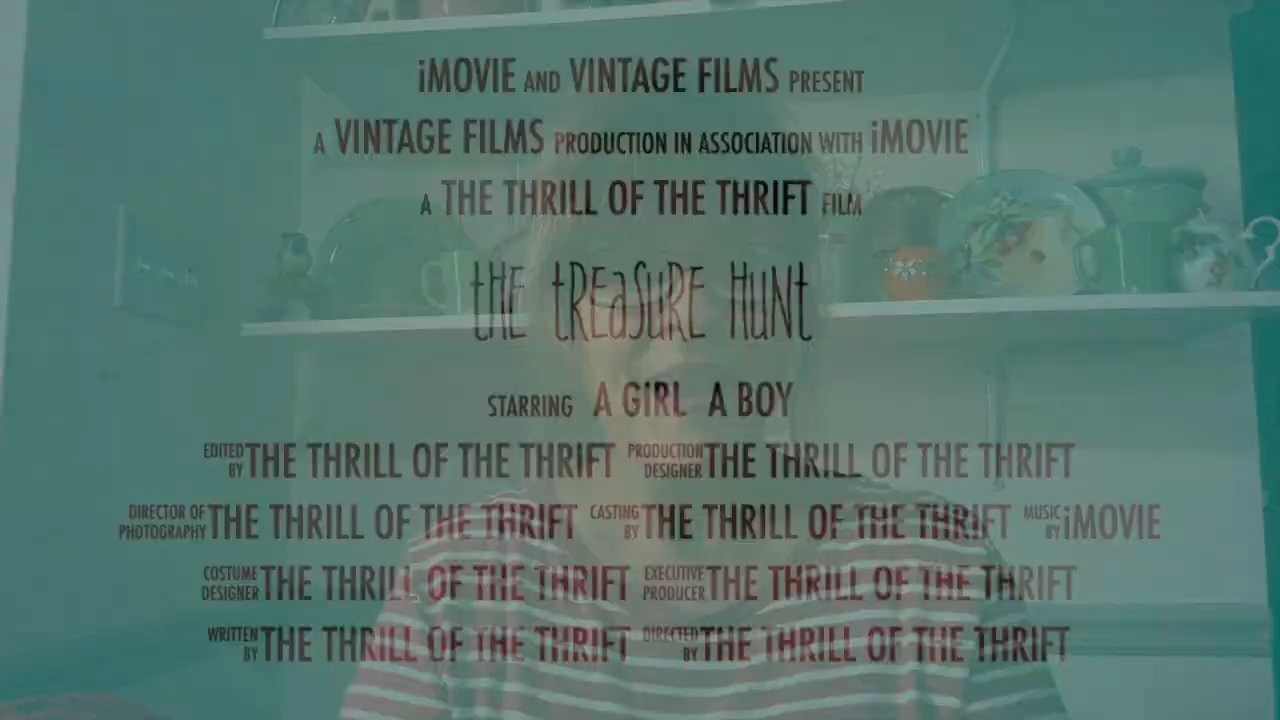 iMOVIE AND VINTAGE FILMS PRESENT
A VINTAGE FILMS PRODUCTION IN ASSOCIATION WITH iMOVIE
A THE THRILL OF THE THRIFT FILM
tHE tREaSuRE HuNt
STARRING A GiRL A BOY
EDITED BY THE THRILL OF THE THRiFT PRODUCTION DESIGNER THE THRILL OF THE THRiFT
DIRECTOR OF PHOTOGRAPHY THE THRILL OF THE THRiFT CASTING BY THE THRILL OF THE THRiFT MUSIC BY iMOVIE
COSTUME DESIGNER THE THRILL OF THE THRiFT EXECUTIVE PRODUCER THE THRILL OF THE THRiFT
WRITTEN BY THE THRILL OF THE THRiFT DIRECTED BY THE THRILL OF THE THRiFT